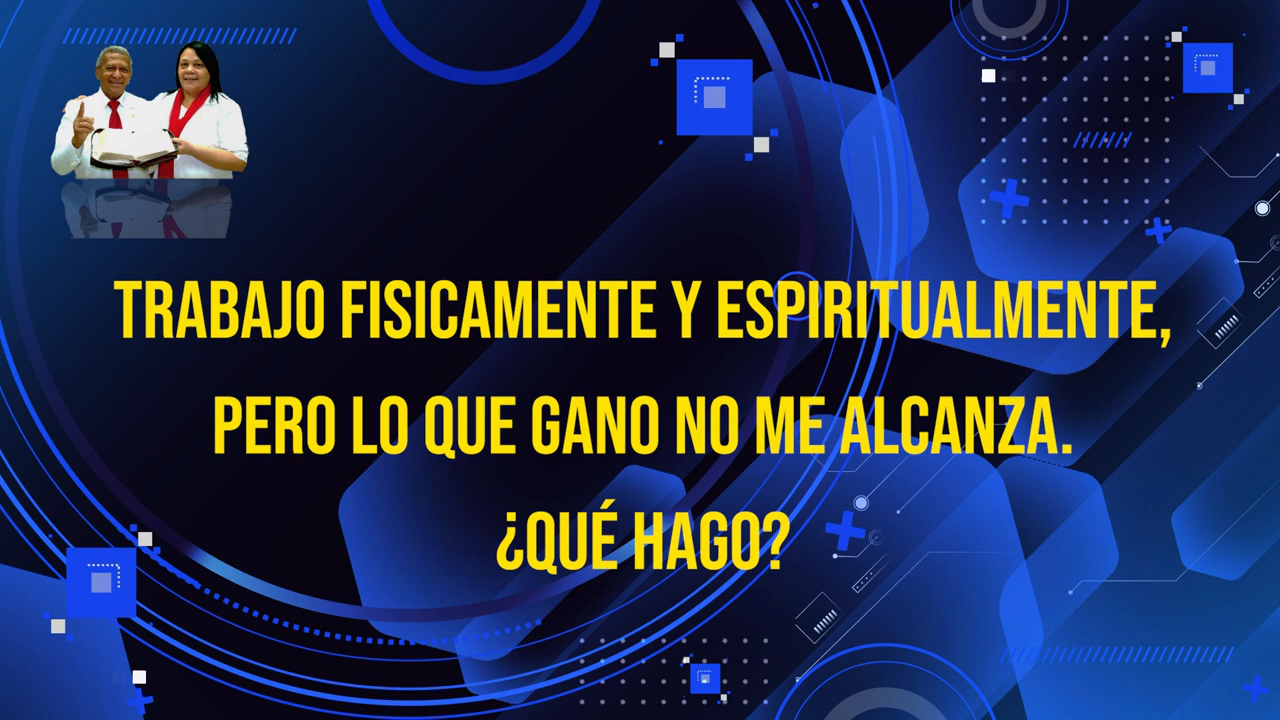 TRABAJO FISICAMENTE Y ESPIRITUALMENTE,
PERO LO QUE GANO NO ME ALCANZA.
¿QUÉ HAGO?